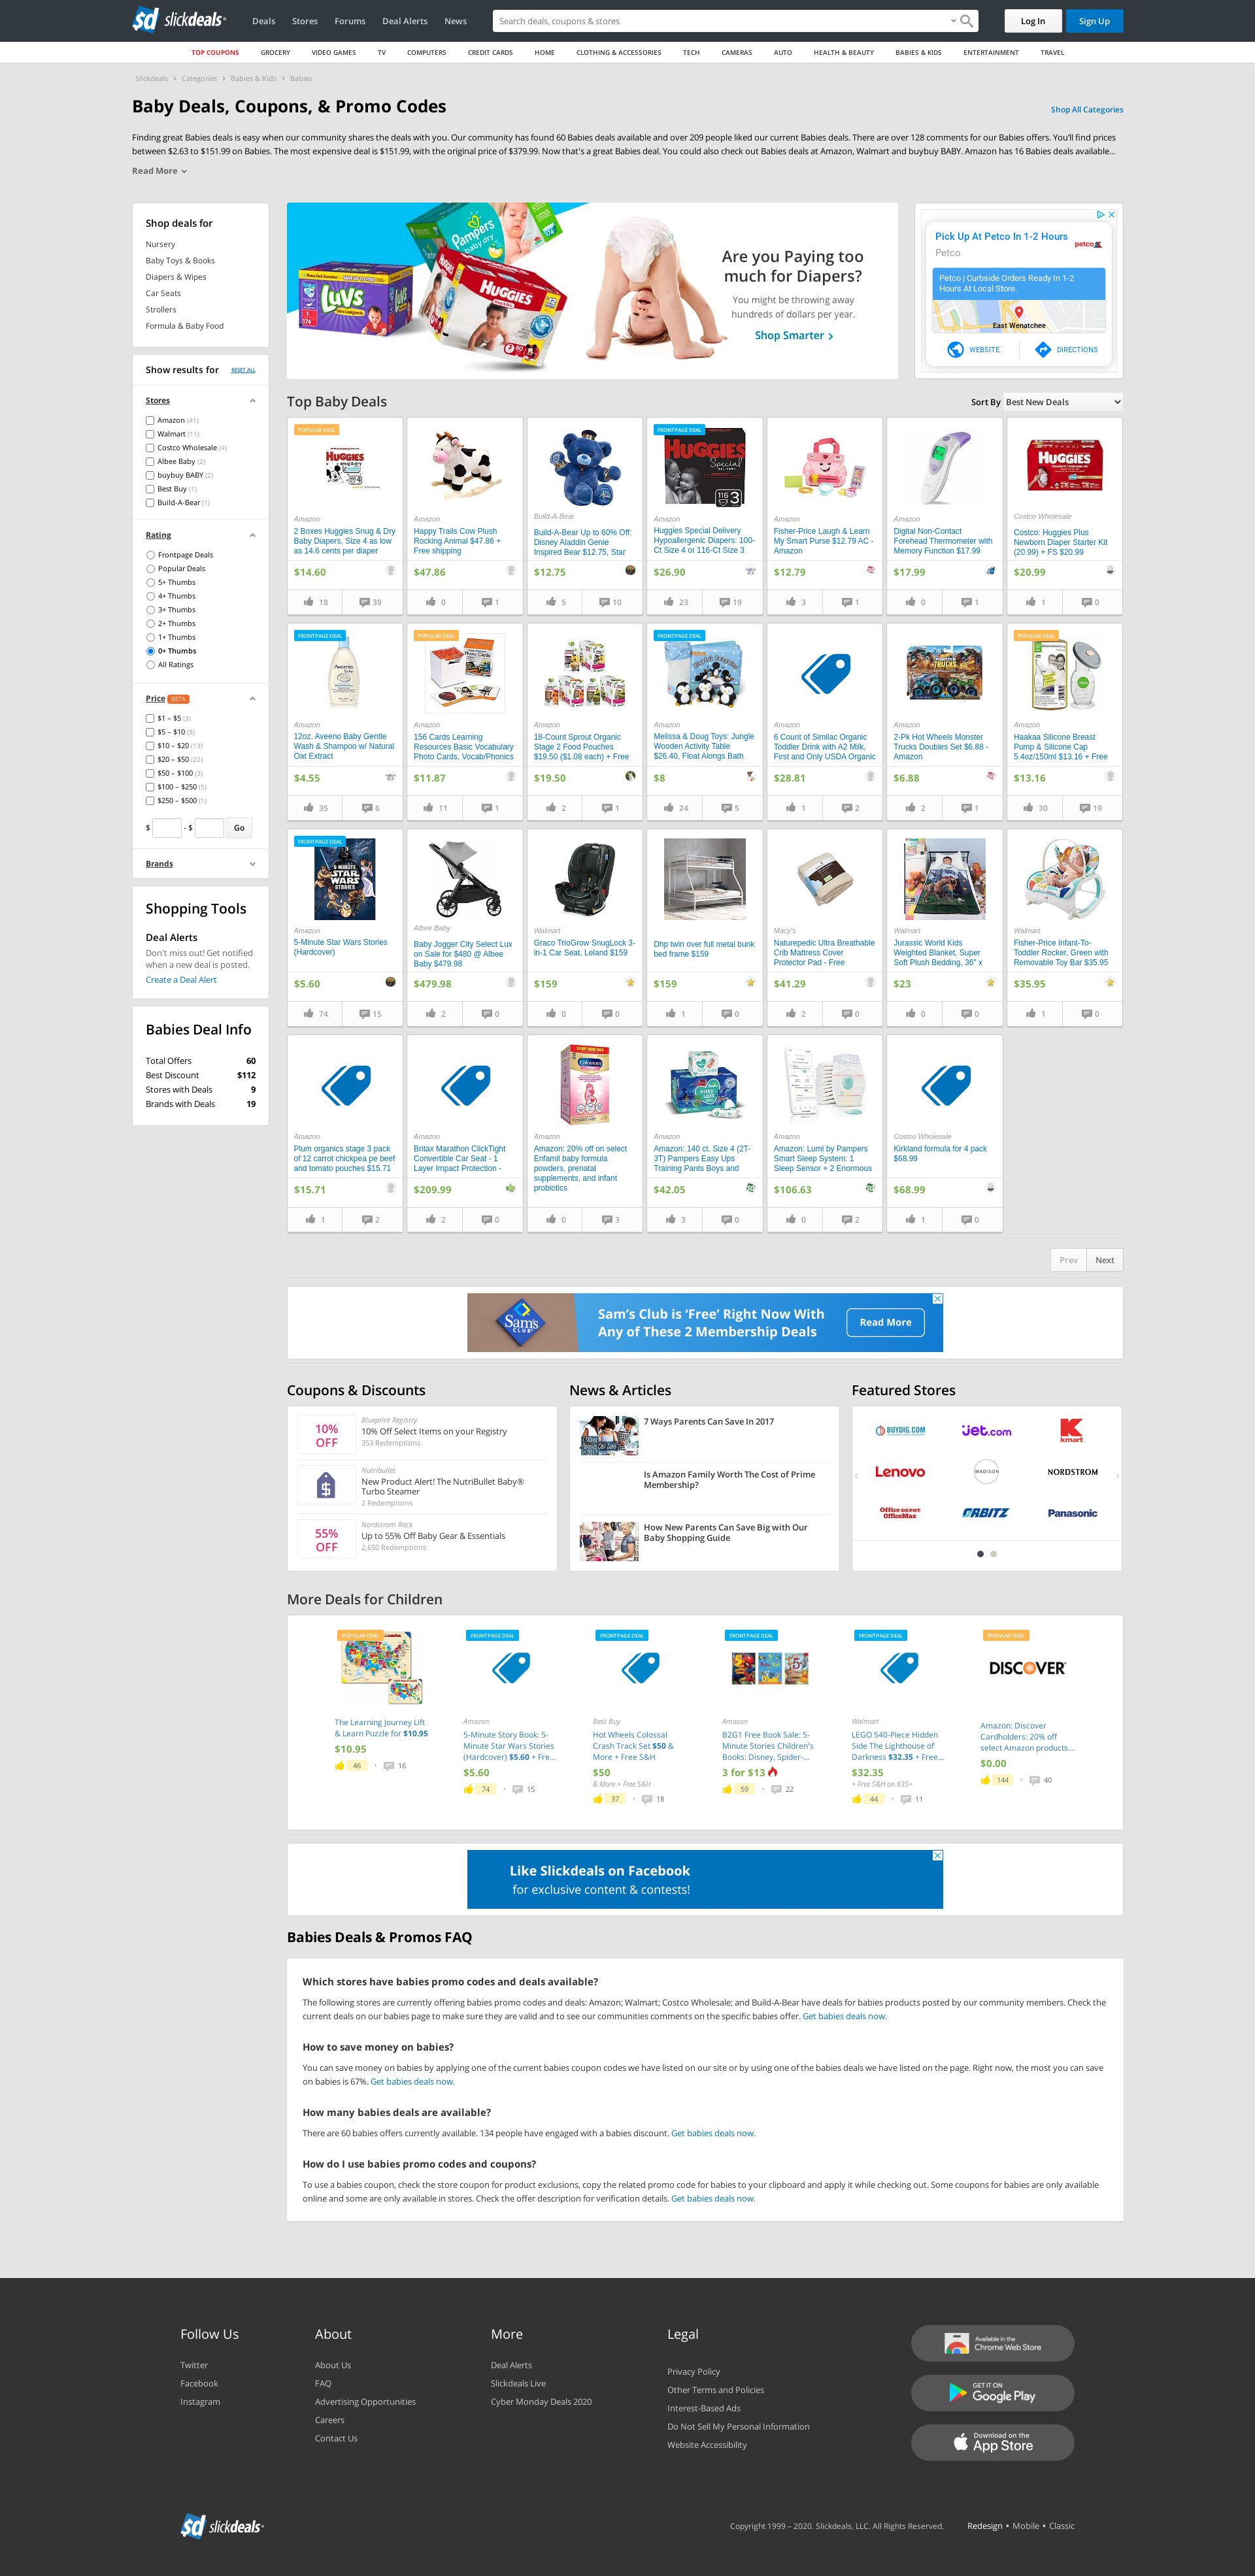 sd slickdeals
Deals Stores Forums Deal Alerts News
Search deals, coupons & stores
Log In
Sign Up
TOP COUPONS GROCERY VIDEO GAMES TV COMPUTERS CREDIT CARDS HOME CLOTHING & ACCESSORIES TECH CAMERAS AUTO HEALTH & BEAUTY BABIES & KIDS ENTERTAINMENT TRAVEL
Slickdeals › Categories › Babies & Kids › Babies
Baby Deals, Coupons, & Promo Codes
Shop All Categories
Finding great Babies deals is easy when our community shares the deals with you. Our community has found 60 Babies deals available and over 209 people liked our current Babies deals. There are over 128 comments for our Babies offers. You'll find prices
between $2.63 to $151.99 on Babies. The most expensive deal is $151.99, with the original price of $379.99. Now that's a great Babies deal. You could also check out Babies deals at Amazon, Walmart and buybuy BABY. Amazon has 16 Babies deals available...
Read More
Shop deals for
Nursery
Baby Toys & Books
Diapers & Wipes
Car Seats
Strollers
Formula & Baby Food
Show results for
RESET ALL
Stores
Amazon (41)
Walmart (11)
Costco Wholesale (4)
Albee Baby (2)
buybuy BABY (2)
Best Buy (1)
Build-A-Bear (1)
Rating
Frontpage Deals
Popular Deals
5+ Thumbs
4+ Thumbs
3+ Thumbs
2+ Thumbs
1+ Thumbs
0+ Thumbs
All Ratings
Price BETA
$1 – $5 (3)
$5 – $10 (9)
$10 – $20 (13)
$20 – $50 (22)
$50 – $100 (3)
$100 – $250 (5)
$250 – $500 (1)
$ - $ Go
Brands
Shopping Tools
Deal Alerts
Don't miss out! Get notified
when a new deal is posted.
Create a Deal Alert
Babies Deal Info
Total Offers 60
Best Discount $112
Stores with Deals 9
Brands with Deals 19
Pampers
baby dry
Luvs
HUGGIES
Are you Paying too
much for Diapers?
You might be throwing away
hundreds of dollars per year.
Shop Smarter
Pick Up At Petco In 1-2 Hours
Petco
petco
Petco | Curbside Orders Ready In 1-2
Hours At Local Store.
East Wenatchee
WEBSITE
DIRECTIONS
Top Baby Deals
Sort By Best New Deals
POPULAR DEAL
Amazon
2 Boxes Huggies Snug & Dry
Baby Diapers, Size 4 as low
as 14.6 cents per diaper
$14.60
18 39
Amazon
Happy Trails Cow Plush
Rocking Animal $47.86 +
Free shipping
$47.86
0 1
Build-A-Bear
Build-A-Bear Up to 60% Off:
Disney Aladdin Genie
Inspired Bear $12.75, Star
$12.75
5 10
FRONTPAGE DEAL
Amazon
Huggies Special Delivery
Hypoallergenic Diapers: 100-
Ct Size 4 or 116-Ct Size 3
$26.90
23 19
Amazon
Fisher-Price Laugh & Learn
My Smart Purse $12.79 AC -
Amazon
$12.79
3 1
Amazon
Digital Non-Contact
Forehead Thermometer with
Memory Function $17.99
$17.99
0 1
Costco Wholesale
Costco: Huggies Plus
Newborn Diaper Starter Kit
(20.99) + FS $20.99
$20.99
1 0
FRONTPAGE DEAL
Amazon
12oz. Aveeno Baby Gentle
Wash & Shampoo w/ Natural
Oat Extract
$4.55
35 6
POPULAR DEAL
Amazon
156 Cards Learning
Resources Basic Vocabulary
Photo Cards, Vocab/Phonics
$11.87
11 1
Amazon
18-Count Sprout Organic
Stage 2 Food Pouches
$19.50 ($1.08 each) + Free
$19.50
2 1
FRONTPAGE DEAL
Amazon
Melissa & Doug Toys: Jungle
Wooden Activity Table
$26.40, Float Alongs Bath
$8
24 5
Amazon
6 Count of Similac Organic
Toddler Drink with A2 Milk,
First and Only USDA Organic
$28.81
1 2
Amazon
2-Pk Hot Wheels Monster
Trucks Doubles Set $6.88 -
Amazon
$6.88
2 1
POPULAR DEAL
Amazon
Haakaa Silicone Breast
Pump & Silicone Cap
5.4oz/150ml $13.16 + Free
$13.16
30 19
FRONTPAGE DEAL
Amazon
5-Minute Star Wars Stories
(Hardcover)
$5.60
74 15
Albee Baby
Baby Jogger City Select Lux
on Sale for $480 @ Albee
Baby $479.98
$479.98
2 0
Walmart
Graco TrioGrow SnugLock 3-
in-1 Car Seat, Leland $159
$159
0 0
Dhp twin over full metal bunk
bed frame $159
$159
1 0
Macy's
Naturepedic Ultra Breathable
Crib Mattress Cover
Protector Pad - Free
$41.29
2 0
Walmart
Jurassic World Kids
Weighted Blanket, Super
Soft Plush Bedding, 36" x
$23
0 0
Walmart
Fisher-Price Infant-To-
Toddler Rocker, Green with
Removable Toy Bar $35.95
$35.95
1 0
Amazon
Plum organics stage 3 pack
of 12 carrot chickpea pe beef
and tomato pouches $15.71
$15.71
1 2
Amazon
Britax Marathon ClickTight
Convertible Car Seat - 1
Layer Impact Protection -
$209.99
2 0
Amazon
Amazon: 20% off on select
Enfamil baby formula
powders, prenatal
supplements, and infant
probiotics
0 3
Amazon
Amazon: 140 ct. Size 4 (2T-
3T) Pampers Easy Ups
Training Pants Boys and
$42.05
3 0
Amazon
Amazon: Lumi by Pampers
Smart Sleep System: 1
Sleep Sensor + 2 Enormous
$106.63
0 2
Costco Wholesale
Kirkland formula for 4 pack
$68.99
$68.99
1 0
Prev Next
Sam's CLUB
Sam's Club is 'Free' Right Now With
Any of These 2 Membership Deals
Read More
Coupons & Discounts
10% OFF
Blueprint Registry
10% Off Select Items on your Registry
353 Redemptions
Nutribullet
New Product Alert! The NutriBullet Baby®
Turbo Steamer
2 Redemptions
55% OFF
Nordstrom Rack
Up to 55% Off Baby Gear & Essentials
2,650 Redemptions
News & Articles
7 Ways Parents Can Save In 2017
Is Amazon Family Worth The Cost of Prime
Membership?
How New Parents Can Save Big with Our
Baby Shopping Guide
Featured Stores
BUYDIG.COM jet.com Kmart
Lenovo MADISON NORDSTROM
Office DEPOT OfficeMax ORBITZ Panasonic
More Deals for Children
POPULAR DEAL
The Learning Journey Lift
& Learn Puzzle for $10.95
$10.95
46 · 16
FRONTPAGE DEAL
Amazon
5-Minute Story Book: 5-
Minute Star Wars Stories
(Hardcover) $5.60 + Fre...
$5.60
74 · 15
FRONTPAGE DEAL
Best Buy
Hot Wheels Colossal
Crash Track Set $50 &
More + Free S&H
$50
& More + Free S&H
37 · 18
FRONTPAGE DEAL
Amazon
B2G1 Free Book Sale: 5-
Minute Stories Children's
Books: Disney, Spider-...
3 for $13
59 · 22
FRONTPAGE DEAL
Walmart
LEGO 540-Piece Hidden
Side The Lighthouse of
Darkness $32.35 + Free...
$32.35
+ Free S&H on $35+
44 · 11
POPULAR DEAL
DISCOVER
Amazon: Discover
Cardholders: 20% off
select Amazon products...
$0.00
144 · 40
Like Slickdeals on Facebook
for exclusive content & contests!
Babies Deals & Promos FAQ
Which stores have babies promo codes and deals available?
The following stores are currently offering babies promo codes and deals: Amazon; Walmart; Costco Wholesale; and Build-A-Bear have deals for babies products posted by our community members. Check the
current deals on our babies page to make sure they are valid and to see our communities comments on the specific babies offer. Get babies deals now.
How to save money on babies?
You can save money on babies by applying one of the current babies coupon codes we have listed on our site or by using one of the babies deals we have listed on the page. Right now, the most you can save
on babies is 67%. Get babies deals now.
How many babies deals are available?
There are 60 babies offers currently available. 134 people have engaged with a babies discount. Get babies deals now.
How do I use babies promo codes and coupons?
To use a babies coupon, check the store coupon for product exclusions, copy the related promo code for babies to your clipboard and apply it while checking out. Some coupons for babies are only available
online and some are only available in stores. Check the offer description for verification details. Get babies deals now.
Follow Us
Twitter
Facebook
Instagram
About
About Us
FAQ
Advertising Opportunities
Careers
Contact Us
More
Deal Alerts
Slickdeals Live
Cyber Monday Deals 2020
Legal
Privacy Policy
Other Terms and Policies
Interest-Based Ads
Do Not Sell My Personal Information
Website Accessibility
Available in the
Chrome Web Store
GET IT ON
Google Play
Download on the
App Store
sd slickdeals
Copyright 1999 – 2020. Slickdeals, LLC. All Rights Reserved.
Redesign • Mobile • Classic